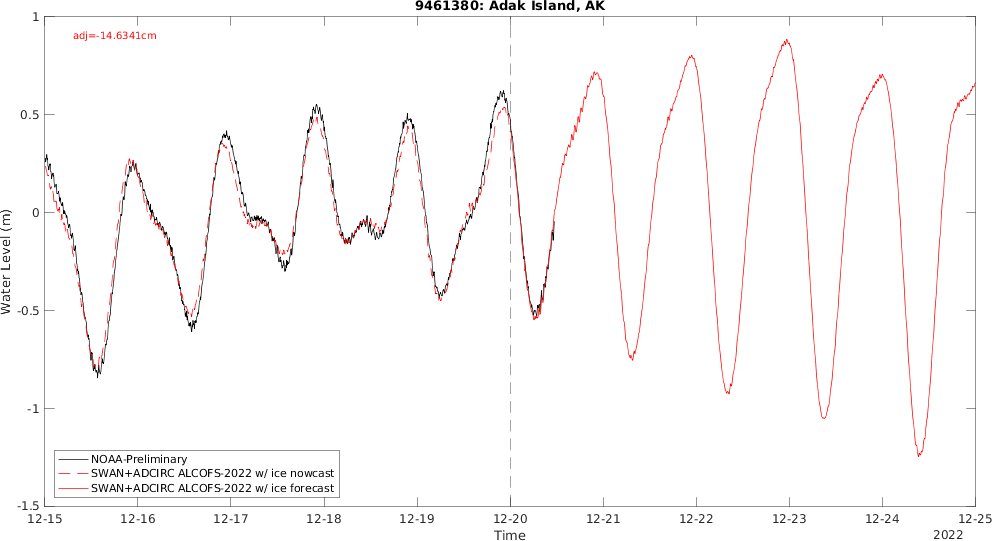 9461380: Adak Island, AK
adj=-14.6341cm
Water Level (m)
1
0.5
0
-0.5
-1
-1.5
NOAA-Preliminary
SWAN+ADCIRC ALCOFS-2022 w/ ice nowcast
SWAN+ADCIRC ALCOFS-2022 w/ ice forecast
12-15 12-16 12-17 12-18 12-19 12-20 12-21 12-22 12-23 12-24 12-25
Time
2022